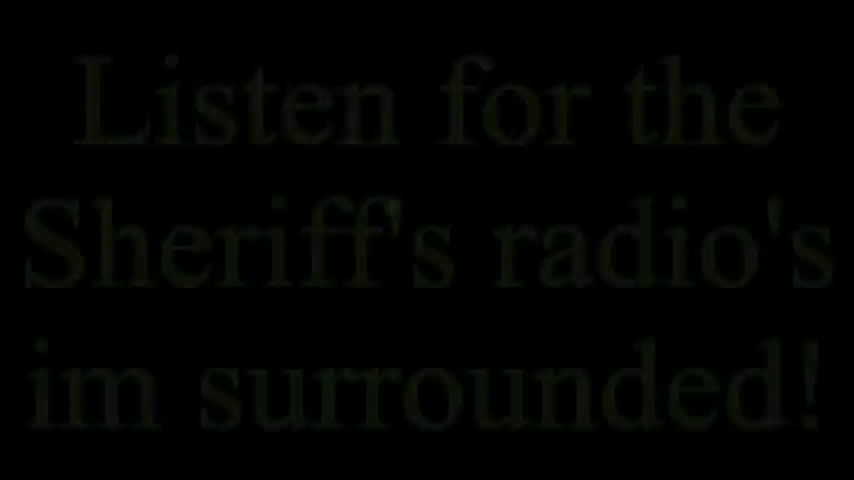 Listen for the
Sheriff's radio's
im surrounded!